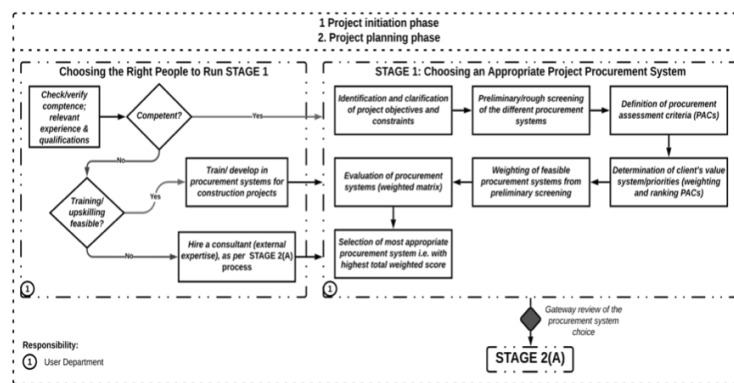 1 Project initiation phase
2. Project planning phase
Choosing the Right People to Run STAGE 1
Check/verify
comptence;
relevant
experience &
qualifications
Competent?
Yes
No
Training/
upskilling
feasible?
Yes
Train/ develop in
procurement systems for
construction projects
No
Hire a consultant (external
expertise), as per STAGE 2(A)
process
1
STAGE 1: Choosing an Appropriate Project Procurement System
Identification and clarification
of project objectives and
constraints
Preliminary/rough screening
of the different procurement
systems
Definition of procurement
assessment criteria (PACs)
Evaluation of procurement
systems (weighted matrix)
Weighting of feasible
procurement systems from
preliminary screening
Determination of client's value
system/priorities (weighting
and ranking PACs)
Selection of most appropriate
procurement system i.e. with
highest total weighted score
1
Gateway review of the
procurement system
choice
STAGE 2(A)
Responsibility:
1 User Department